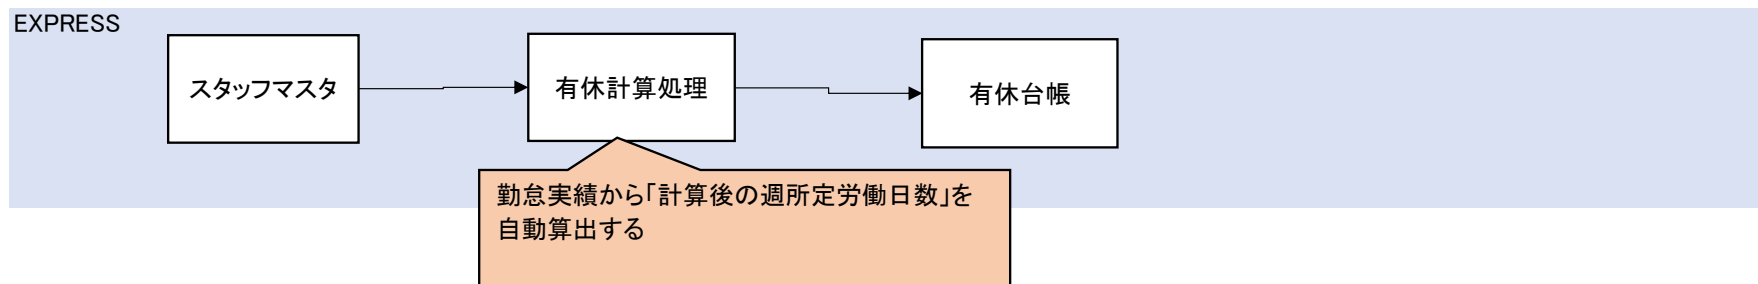 EXPRESS
スタッフマスタ
有休計算処理
有休台帳
勤怠実績から「計算後の週所定労働日数」を
自動算出する